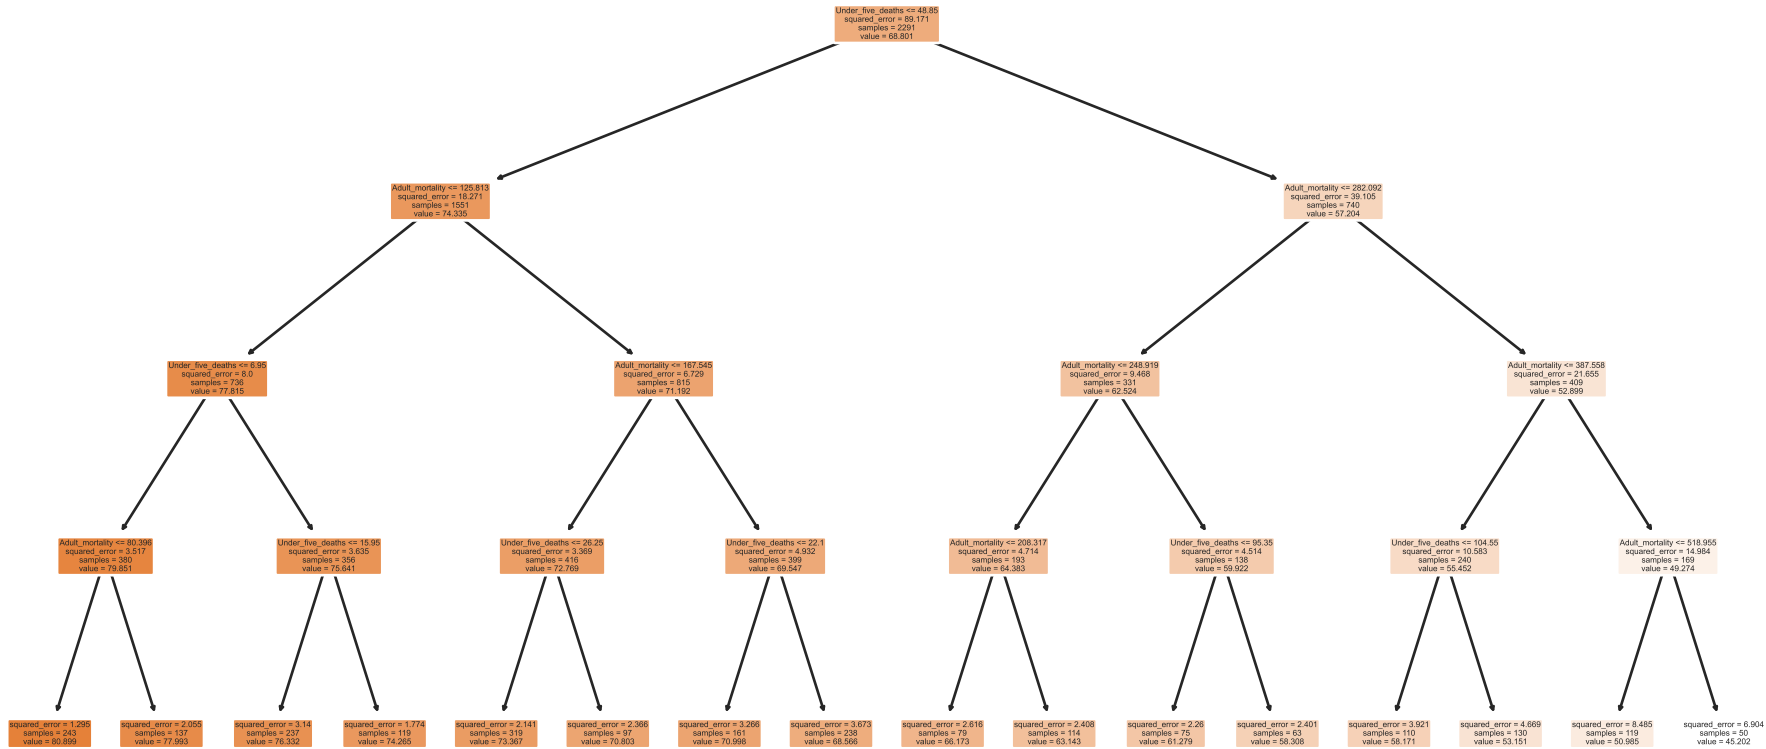 Under_five_deaths <= 48.85
squared_error = 89.171
samples = 2291
value = 68.801
Adult_mortality <= 125.813
squared_error = 18.271
samples = 1551
value = 74.335
Adult_mortality <= 282.092
squared_error = 39.105
samples = 740
value = 57.204
Under_five_deaths <= 6.95
squared_error = 8.0
samples = 736
value = 77.815
Adult_mortality <= 167.545
squared_error = 6.729
samples = 815
value = 71.192
Adult_mortality <= 248.919
squared_error = 9.468
samples = 331
value = 62.524
Adult_mortality <= 387.558
squared_error = 21.655
samples = 409
value = 52.899
Adult_mortality <= 80.396
squared_error = 3.517
samples = 380
value = 79.851
Under_five_deaths <= 15.95
squared_error = 3.635
samples = 356
value = 75.641
Under_five_deaths <= 26.25
squared_error = 3.369
samples = 416
value = 72.769
Under_five_deaths <= 22.1
squared_error = 4.932
samples = 399
value = 69.547
Adult_mortality <= 208.317
squared_error = 4.714
samples = 193
value = 64.383
Under_five_deaths <= 95.35
squared_error = 4.514
samples = 138
value = 59.922
Under_five_deaths <= 104.55
squared_error = 10.583
samples = 240
value = 55.452
Adult_mortality <= 518.955
squared_error = 14.984
samples = 169
value = 49.274
squared_error = 1.295
samples = 243
value = 80.899
squared_error = 2.055
samples = 137
value = 77.993
squared_error = 3.14
samples = 237
value = 76.332
squared_error = 1.774
samples = 119
value = 74.265
squared_error = 2.141
samples = 319
value = 73.367
squared_error = 2.366
samples = 97
value = 70.803
squared_error = 3.266
samples = 161
value = 70.998
squared_error = 3.673
samples = 238
value = 68.566
squared_error = 2.616
samples = 79
value = 66.173
squared_error = 2.408
samples = 114
value = 63.143
squared_error = 2.26
samples = 75
value = 61.279
squared_error = 2.401
samples = 63
value = 58.308
squared_error = 3.921
samples = 110
value = 58.171
squared_error = 4.669
samples = 130
value = 53.151
squared_error = 8.485
samples = 119
value = 50.985
squared_error = 6.904
samples = 50
value = 45.202